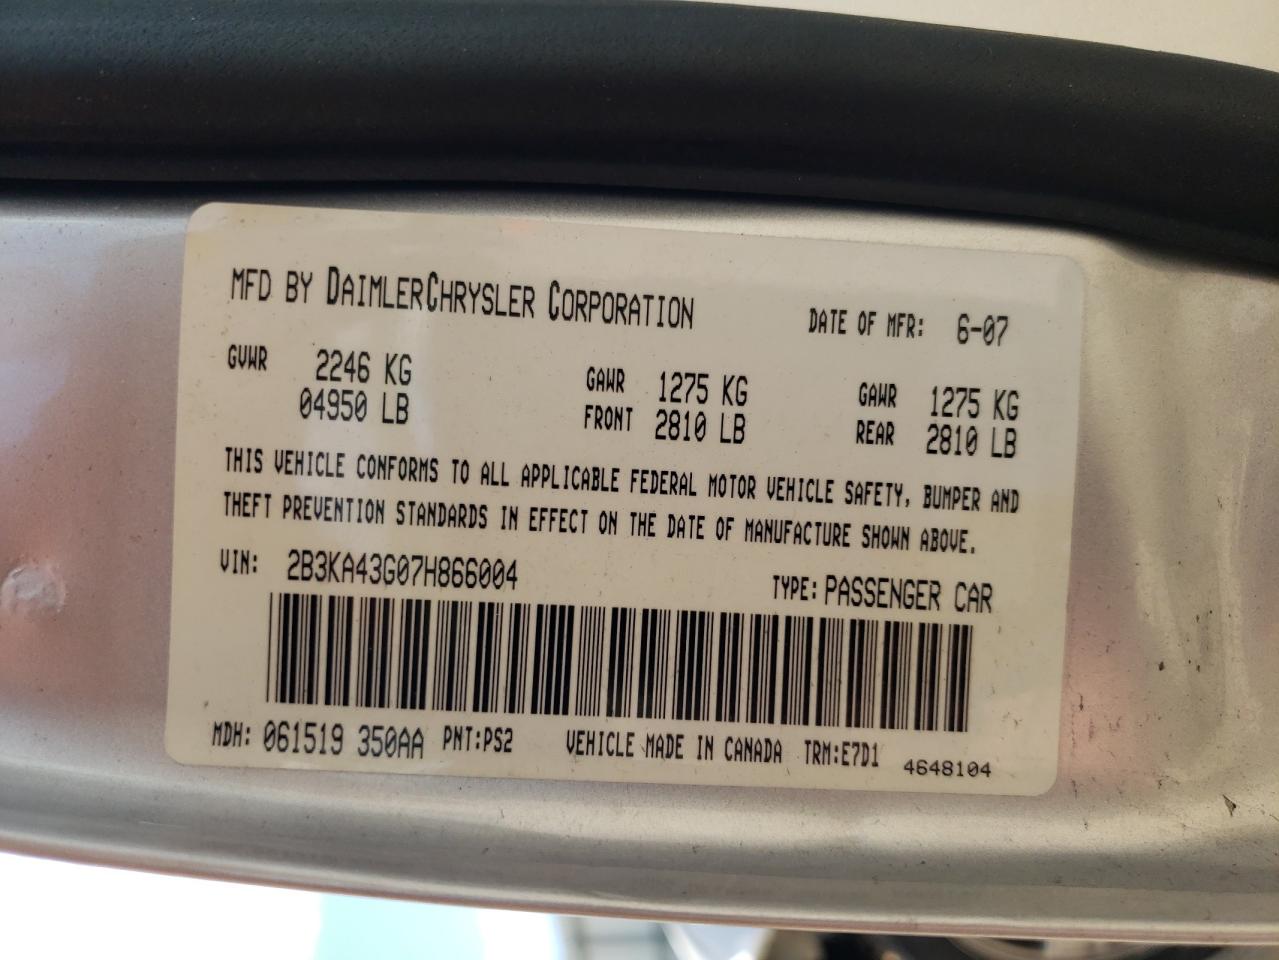 MFD BY DAIMLERCHRYSLER CORPORATION DATE OF MFR: 6-07
GVWR 2246 KG GAWR 1275 KG GAWR 1275 KG
04950 LB FRONT 2810 LB REAR 2810 LB
THIS VEHICLE CONFORMS TO ALL APPLICABLE FEDERAL MOTOR VEHICLE SAFETY, BUMPER AND
THEFT PREVENTION STANDARDS IN EFFECT ON THE DATE OF MANUFACTURE SHOWN ABOVE.
VIN: 2B3KA43G07H866004 TYPE: PASSENGER CAR
MDH: 061519 350AA PNT:PS2 VEHICLE MADE IN CANADA TRM:E7D1 4648104